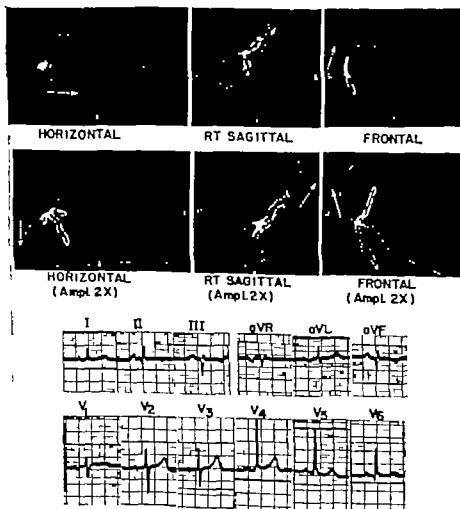 HORIZONTAL RT SAGITTAL FRONTAL
HORIZONTAL RT SAGITTAL FRONTAL
(Ampl. 2X) (Ampl. 2X) (Ampl. 2X)
I II III aVR aVL aVF
V1 V2 V3 V4 V5 V6